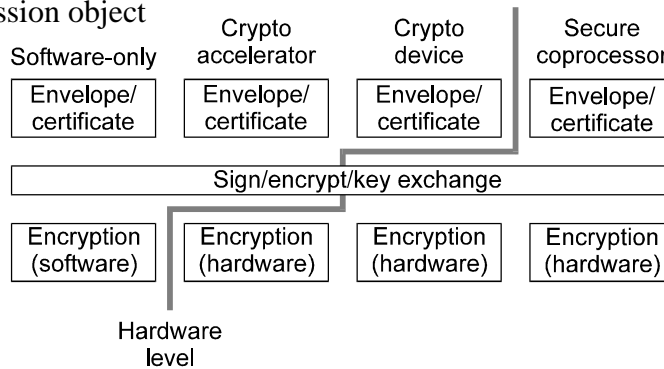 ssion object
Software-only
Crypto
accelerator
Crypto
device
Secure
coprocessor
Envelope/
certificate
Envelope/
certificate
Envelope/
certificate
Envelope/
certificate
Sign/encrypt/key exchange
Encryption
(software)
Encryption
(hardware)
Encryption
(hardware)
Encryption
(hardware)
Hardware
level